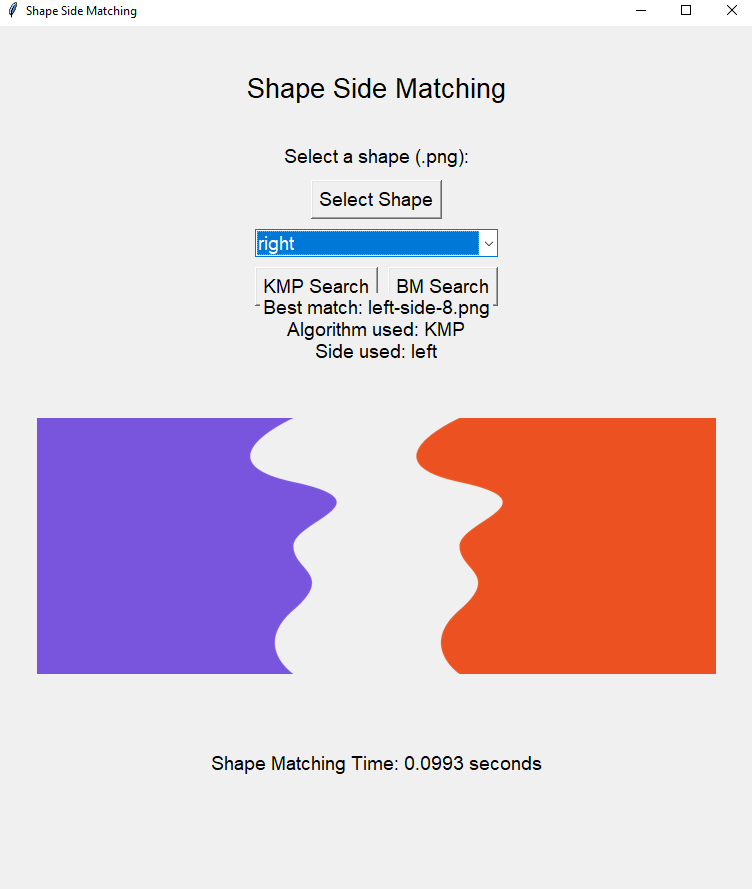 Shape Side Matching
Shape Side Matching
Select a shape (.png):
Select Shape
right
KMP Search BM Search
Best match: left-side-8.png
Algorithm used: KMP
Side used: left
Shape Matching Time: 0.0993 seconds